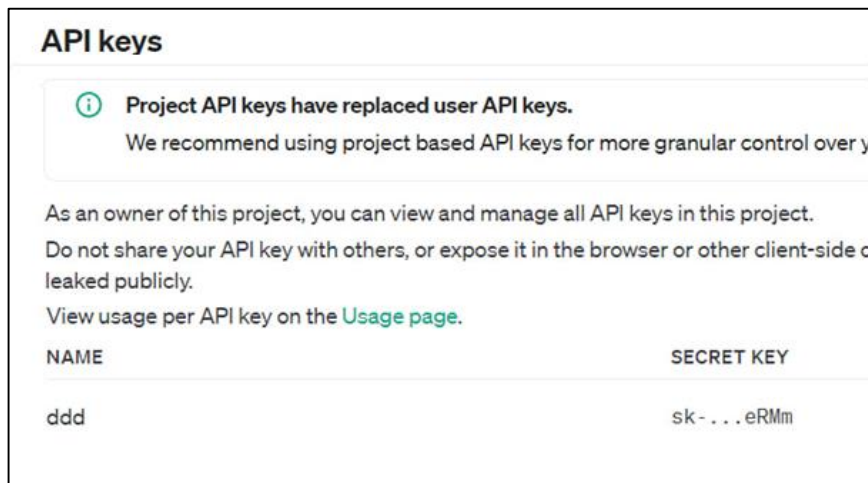 API keys
Project API keys have replaced user API keys.
We recommend using project based API keys for more granular control over
As an owner of this project, you can view and manage all API keys in this project.
Do not share your API key with others, or expose it in the browser or other client-side
leaked publicly.
View usage per API key on the Usage page.
NAME SECRET KEY
ddd sk-...eRMm